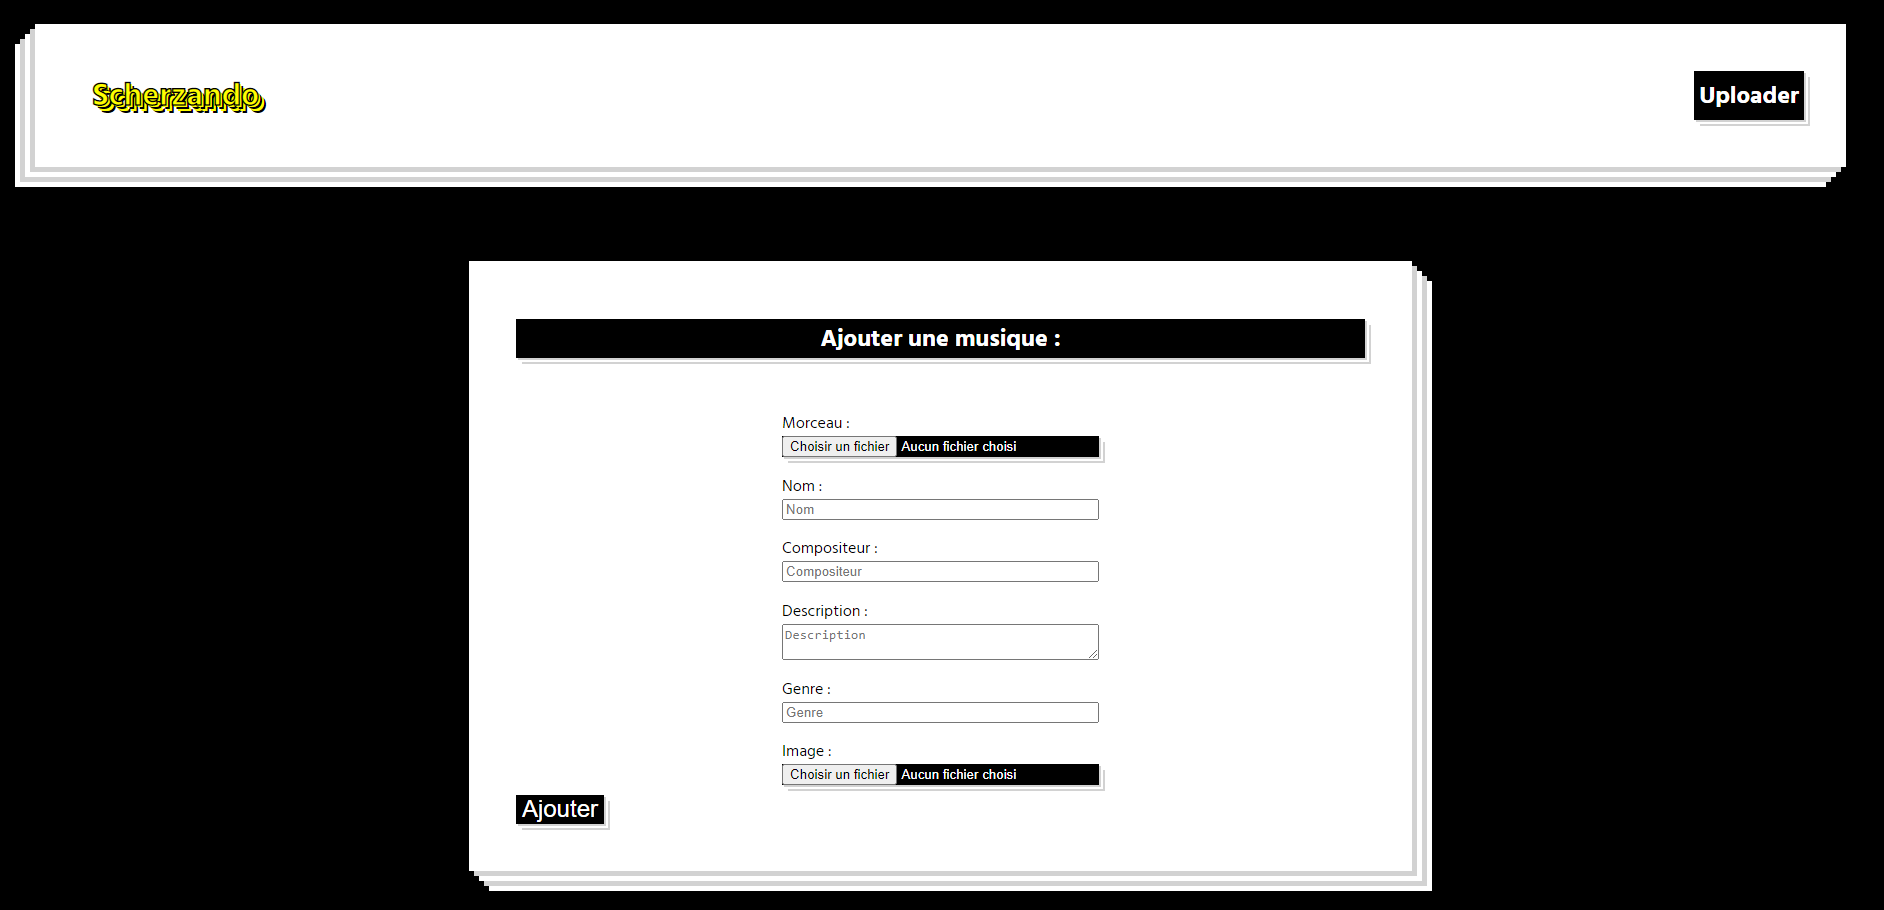 Scherzando
Uploader
Ajouter une musique :
Morceau :
Choisir un fichier Aucun fichier choisi
Nom :
Nom
Compositeur :
Compositeur
Description :
Description
Genre :
Genre
Image :
Choisir un fichier Aucun fichier choisi
Ajouter